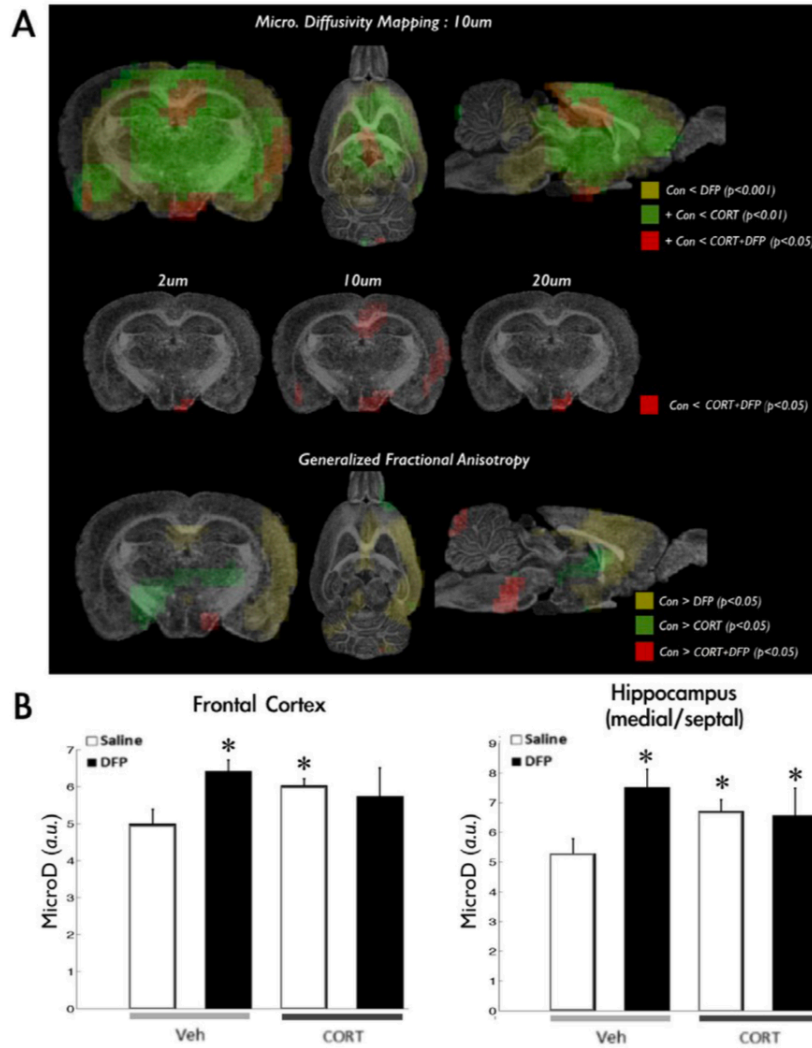 A
Micro. Diffusivity Mapping : 10um
Con < DFP (p<0.001)
+ Con < CORT (p<0.01)
+ Con < CORT+DFP (p<0.05)
2um 10um 20um
Con < CORT+DFP (p<0.05)
Generalized Fractional Anisotropy
Con > DFP (p<0.05)
Con > CORT (p<0.05)
Con > CORT+DFP (p<0.05)
B
Frontal Cortex
Saline
DFP
MicroD (a.u.)
7
6
5
4
3
2
1
0
* *
Veh CORT
Hippocampus
(medial/septal)
Saline
DFP
MicroD (a.u.)
9
8
7
6
5
4
3
2
1
0
* * *
Veh CORT